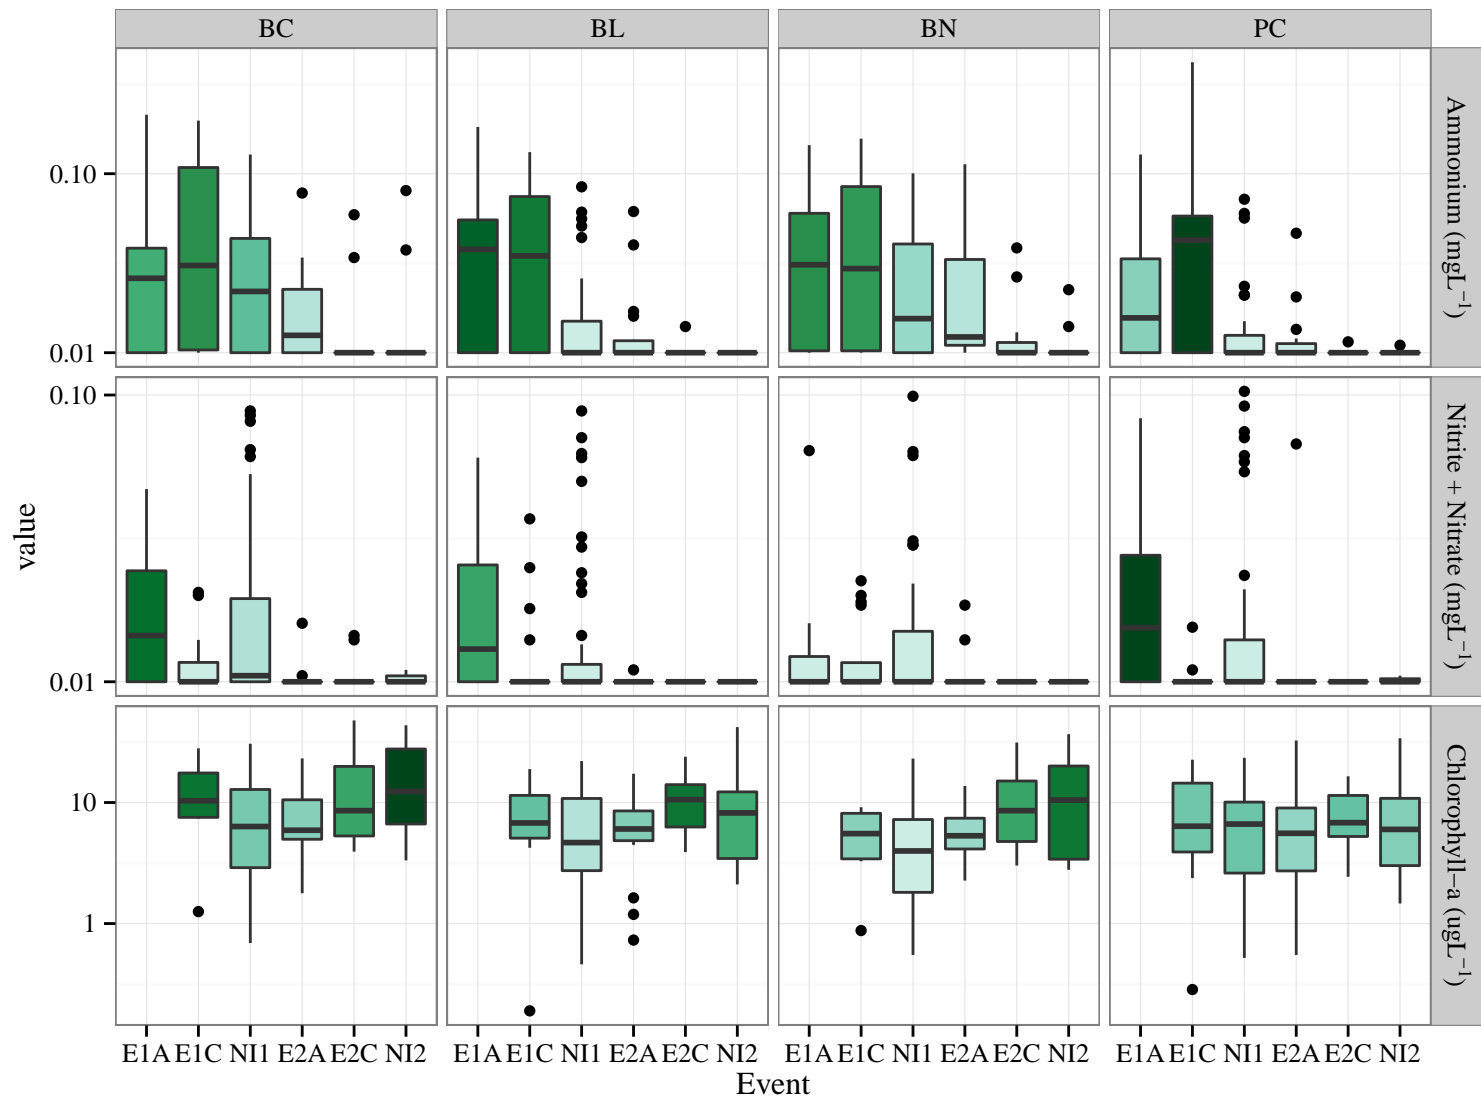 BC BL BN PC
0.10
0.01
Ammonium (mgL⁻¹)
0.10
0.01
Nitrite + Nitrate (mgL⁻¹)
10
1
Chlorophyll−a (ugL⁻¹)
value
E1A E1C NI1 E2A E2C NI2 E1A E1C NI1 E2A E2C NI2 E1A E1C NI1 E2A E2C NI2 E1A E1C NI1 E2A E2C NI2
Event